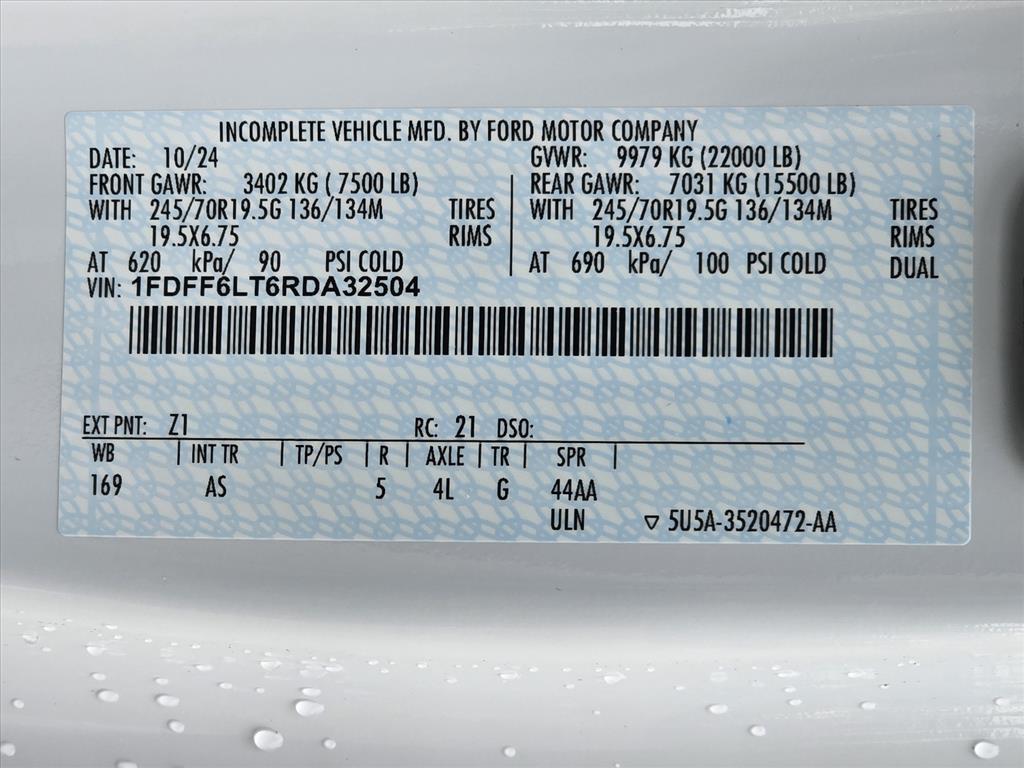 INCOMPLETE VEHICLE MFD. BY FORD MOTOR COMPANY
DATE: 10/24 GVWR: 9979 KG (22000 LB)
FRONT GAWR: 3402 KG ( 7500 LB) REAR GAWR: 7031 KG (15500 LB)
WITH 245/70R19.5G 136/134M TIRES WITH 245/70R19.5G 136/134M TIRES
19.5X6.75 RIMS 19.5X6.75 RIMS
AT 620 kPa/ 90 PSI COLD AT 690 kPa/ 100 PSI COLD DUAL
VIN: 1FDFF6LT6RDA32504
EXT PNT: Z1 RC: 21 DSO:
WB INT TR TP/PS R AXLE TR SPR
169 AS 5 4L G 44AA
ULN ▽ 5U5A-3520472-AA